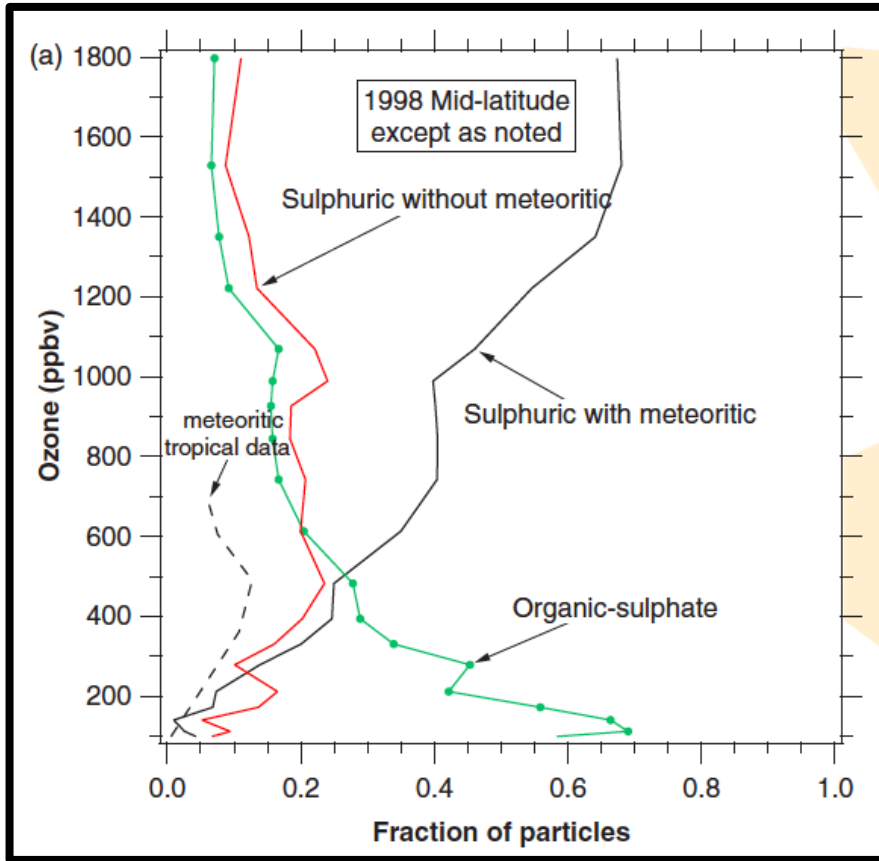 (a)
1800
1600
1400
1200
1000
800
600
400
200
Ozone (ppbv)
1998 Mid-latitude
except as noted
Sulphuric without meteoritic
meteoritic
tropical data
Sulphuric with meteoritic
Organic-sulphate
0.0 0.2 0.4 0.6 0.8 1.0
Fraction of particles